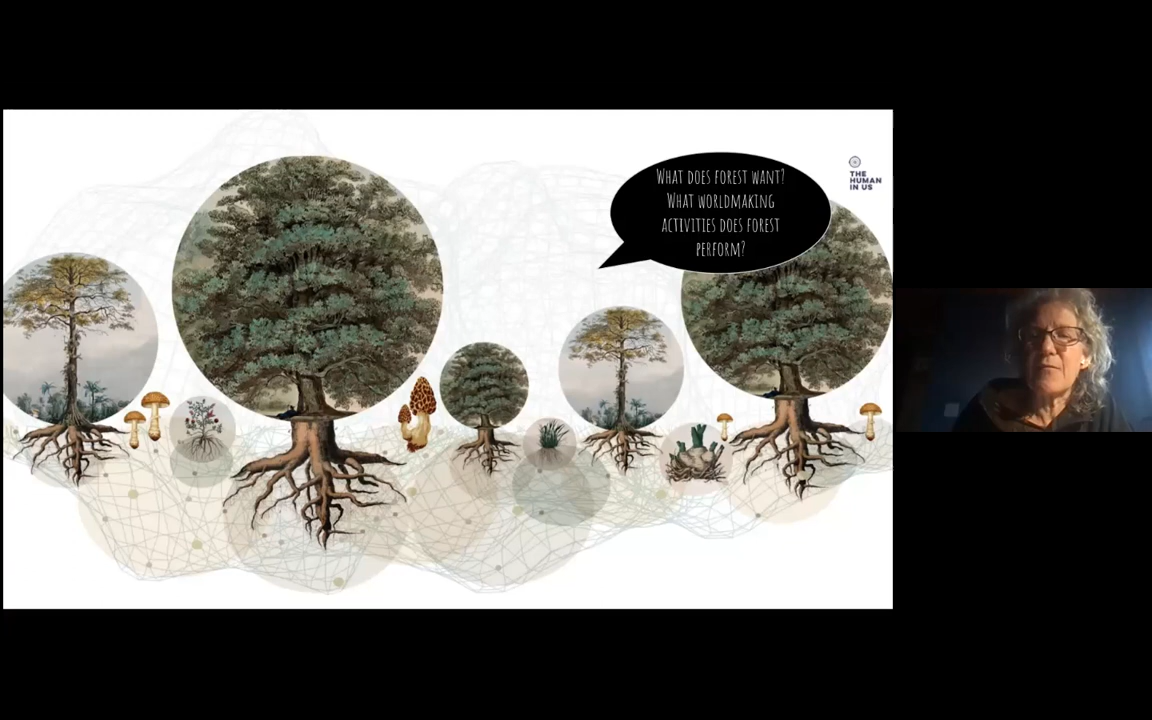 WHAT DOES FOREST WANT?
WHAT WORLDMAKING
ACTIVITIES DOES FOREST
PERFORM?
THE
HUMAN
IN US